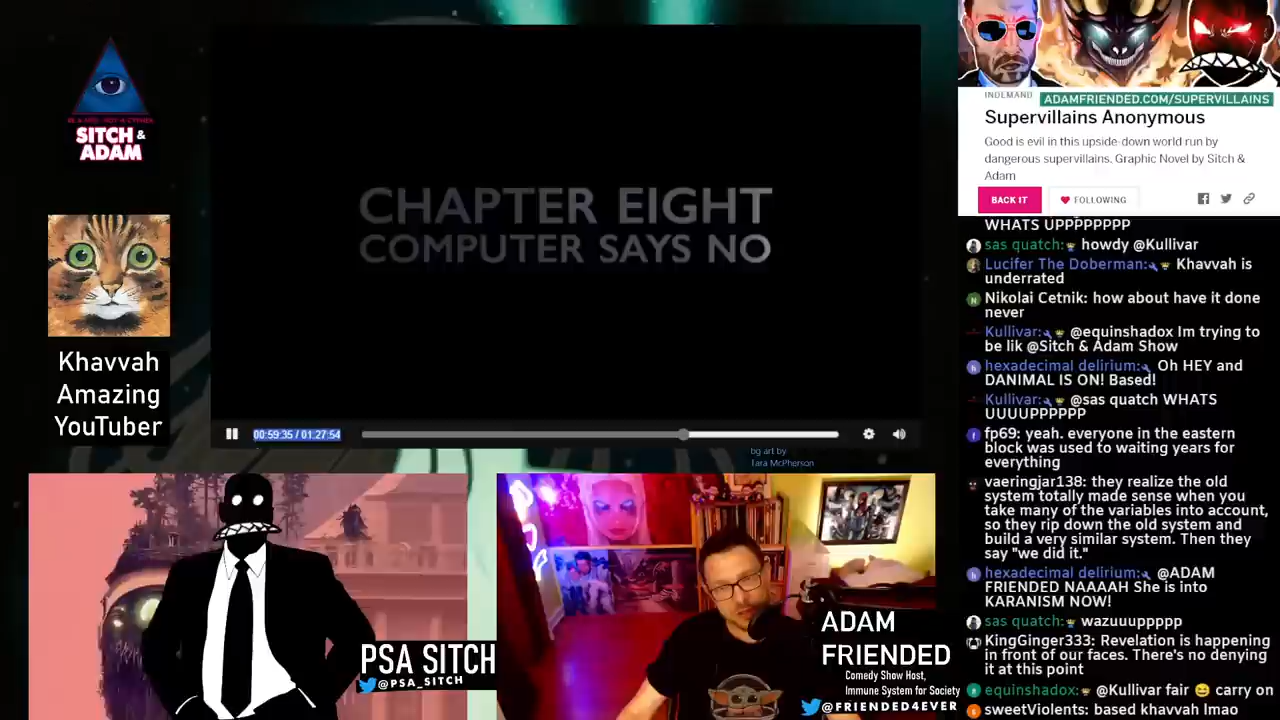 SITCH &
ADAM
Khavvah
Amazing
YouTuber
CHAPTER EIGHT
COMPUTER SAYS NO
00:59:35 / 01:27:54
bg art by
Tara McPherson
PSA SITCH
@PSA_SITCH
ADAM
FRIENDED
Comedy Show Host,
Immune System for Society
@FRIENDED4EVER
INDEMAND
ADAMFRIENDED.COM/SUPERVILLAINS
Supervillains Anonymous
Good is evil in this upside-down world run by
dangerous supervillains. Graphic Novel by Sitch &
Adam
BACK IT
FOLLOWING
WHATS UPPPPPPPP
sas quatch: howdy @Kullivar
Lucifer The Doberman: Khavvah is
underrated
Nikolai Cetnik: how about have it done
never
Kullivar: @equinshadox Im trying to
be lik @Sitch & Adam Show
hexadecimal delirium: Oh HEY and
DANIMAL IS ON! Based!
Kullivar: @sas quatch WHATS
UUUUPPPPPP
fp69: yeah. everyone in the eastern
block was used to waiting years for
everything
vaeringjar138: they realize the old
system totally made sense when you
take many of the variables into account,
so they rip down the old system and
build a very similar system. Then they
say "we did it."
hexadecimal delirium: @ADAM
FRIENDED NAAAAH She is into
KARANISM NOW!
sas quatch: wazuuuppppp
KingGinger333: Revelation is happening
in front of our faces. There's no denying
it at this point
equinshadox: @Kullivar fair 😄 carry on
sweetViolents: based khavvah lmao